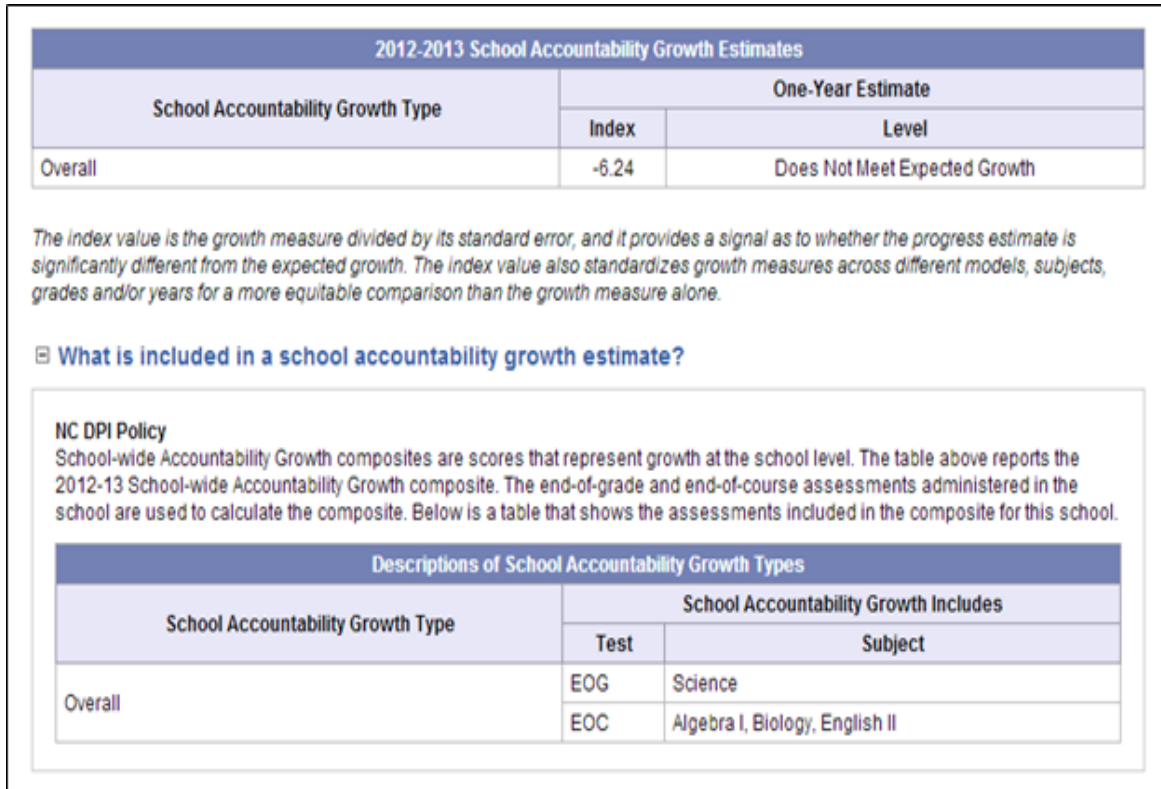 2012-2013 School Accountability Growth Estimates
School Accountability Growth Type
One-Year Estimate
Index
Level
Overall
-6.24
Does Not Meet Expected Growth
The index value is the growth measure divided by its standard error, and it provides a signal as to whether the progress estimate is
significantly different from the expected growth. The index value also standardizes growth measures across different models, subjects,
grades and/or years for a more equitable comparison than the growth measure alone.
What is included in a school accountability growth estimate?
NC DPI Policy
School-wide Accountability Growth composites are scores that represent growth at the school level. The table above reports the
2012-13 School-wide Accountability Growth composite. The end-of-grade and end-of-course assessments administered in the
school are used to calculate the composite. Below is a table that shows the assessments included in the composite for this school.
Descriptions of School Accountability Growth Types
School Accountability Growth Type
School Accountability Growth Includes
Test
Subject
Overall
EOG
Science
EOC
Algebra I, Biology, English II